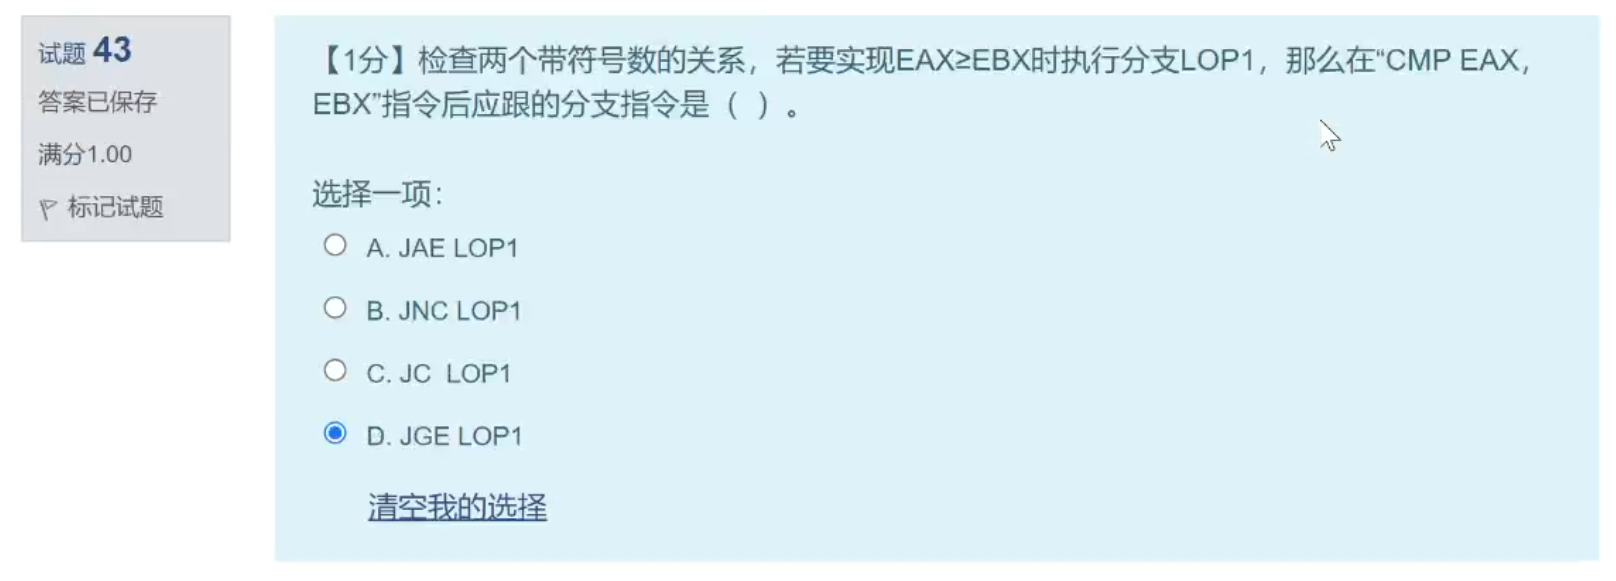 试题 43
答案已保存
满分1.00
标记试题
【1分】检查两个带符号数的关系，若要实现EAX≥EBX时执行分支LOP1，那么在“CMP EAX，
EBX”指令后应跟的分支指令是（ ）。
选择一项：
A. JAE LOP1
B. JNC LOP1
C. JC  LOP1
D. JGE LOP1
清空我的选择